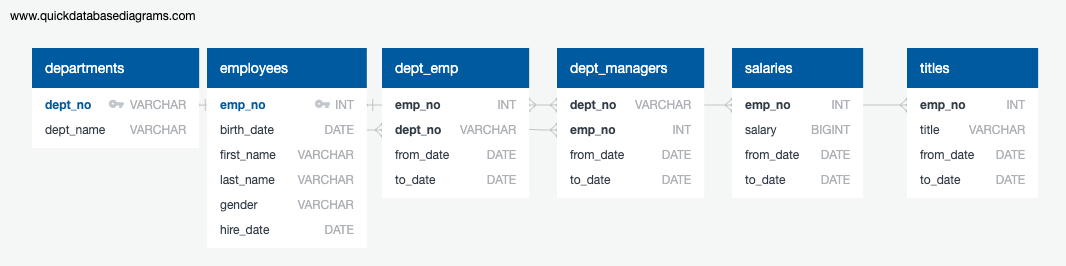 www.quickdatabasediagrams.com
departments
dept_no VARCHAR
dept_name VARCHAR
employees
emp_no INT
birth_date DATE
first_name VARCHAR
last_name VARCHAR
gender VARCHAR
hire_date DATE
dept_emp
emp_no INT
dept_no VARCHAR
from_date DATE
to_date DATE
dept_managers
dept_no VARCHAR
emp_no INT
from_date DATE
to_date DATE
salaries
emp_no INT
salary BIGINT
from_date DATE
to_date DATE
titles
emp_no INT
title VARCHAR
from_date DATE
to_date DATE